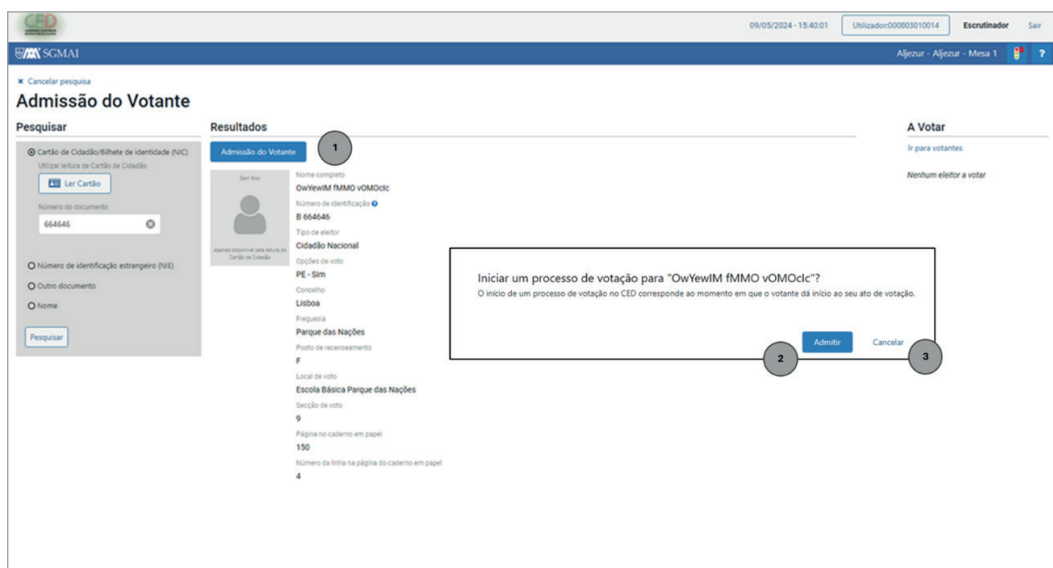 CED
09/05/2024 - 15:40:01
Utilizador:000803010014
Escrutinador
Sair
SGMAI
Aljezur - Aljezur - Mesa 1
?
Cancelar pesquisa
Admissão do Votante
Pesquisar
Cartão de Cidadão/Bilhete de identidade (NIC)
Utilizar leitura de Cartão de Cidadão
Ler Cartão
Número do documento
664646
Número de identificação estrangeiro (NIE)
Outro documento
Nome
Pesquisar
Resultados
Admissão do Votante
1
Sem foto
Apenas disponível pela leitura do
Cartão de Cidadão
Nome completo
OwYewIM fMMO vOMOcIc
Número de identificação
B 664646
Tipo de eleitor
Cidadão Nacional
Opções de voto
PE - Sim
Concelho
Lisboa
Freguesia
Parque das Nações
Posto de recenseamento
F
Local de voto
Escola Básica Parque das Nações
Secção de voto
9
Página no caderno em papel
150
Número da linha na página do caderno em papel
4
A Votar
Ir para votantes
Nenhum eleitor a votar
Iniciar um processo de votação para "OwYewIM fMMO vOMOcIc"?
O início de um processo de votação no CED corresponde ao momento em que o votante dá início ao seu ato de votação.
Admitir
2
Cancelar
3